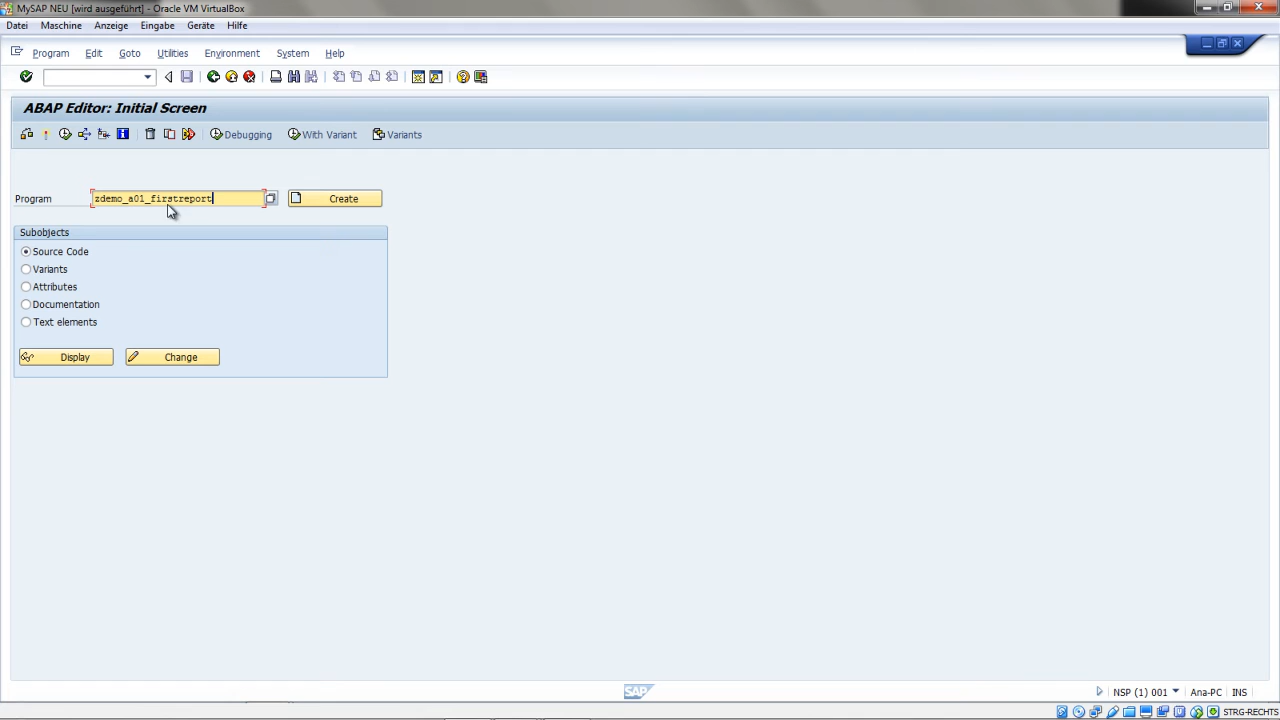 MySAP NEU [wird ausgeführt] - Oracle VM VirtualBox
Datei Maschine Anzeige Eingabe Geräte Hilfe
Program Edit Goto Utilities Environment System Help
ABAP Editor: Initial Screen
Debugging With Variant Variants
Program zdemo_a01_firstreport Create
Subobjects
Source Code
Variants
Attributes
Documentation
Text elements
Display Change
SAP NSP (1) 001 Ana-PC INS
STRG-RECHTS